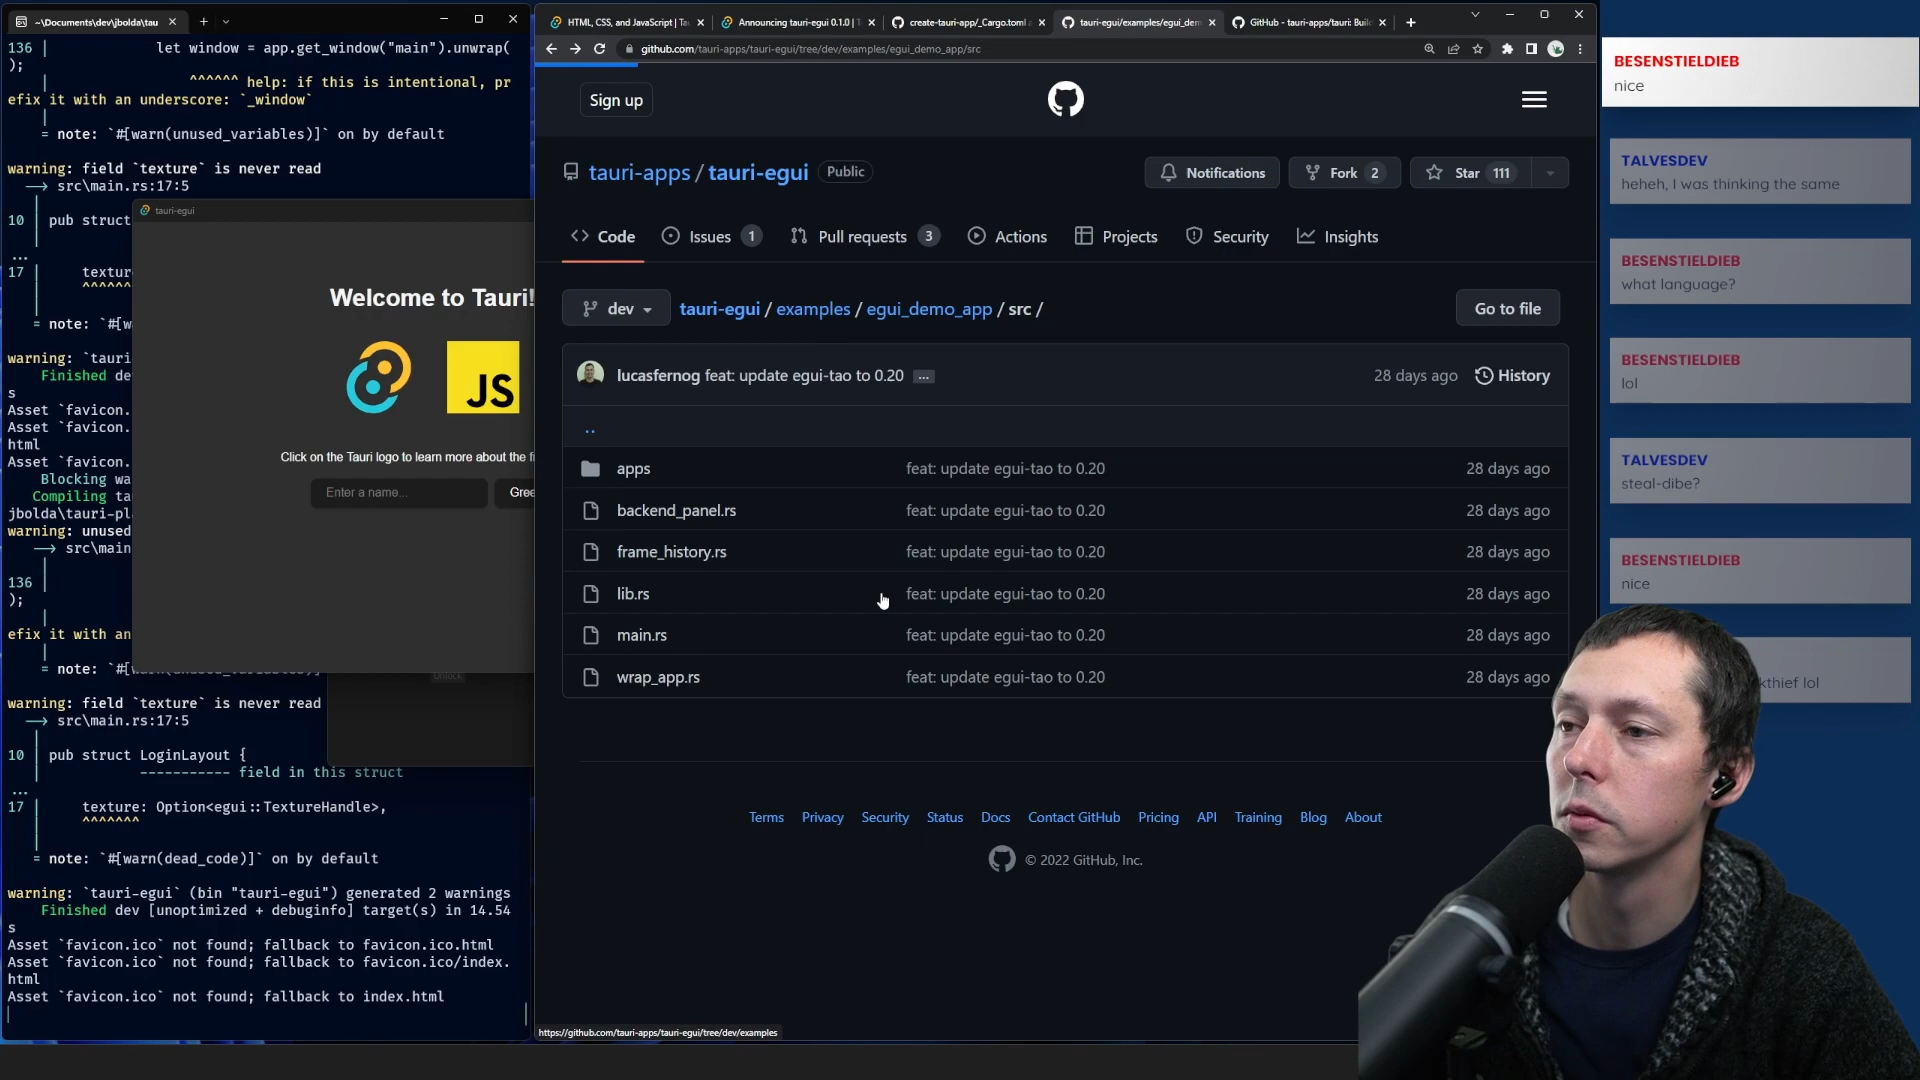 ~\Documents\dev\jbolda\tau
136 |             let window = app.get_window("main").unwrap(
);
    |                 ^^^^^^ help: if this is intentional, pr
efix it with an underscore: `_window`
    |
    = note: `#[warn(unused_variables)]` on by default
warning: field `texture` is never read
  --> src\main.rs:17:5
   |
10 | pub struct
   |
...
17 |     textur
   |     ^^^^^^
   |
   = note: `#[w
warning: `tauri
    Finished de
s
Asset `favicon.
Asset `favicon.
html
Asset `favicon.
    Blocking wa
   Compiling ta
jbolda\tauri-pl
warning: unused
   --> src\main
    |
136 |
);
    |
efix it with an
    |
    = note: `#[warn(unused_variables)]`
warning: field `texture` is never read
  --> src\main.rs:17:5
   |
10 | pub struct LoginLayout {
   |            ----------- field in this struct
...
17 |     texture: Option<egui::TextureHandle>,
   |     ^^^^^^^
   |
   = note: `#[warn(dead_code)]` on by default
warning: `tauri-egui` (bin "tauri-egui") generated 2 warnings
    Finished dev [unoptimized + debuginfo] target(s) in 14.54
s
Asset `favicon.ico` not found; fallback to favicon.ico.html
Asset `favicon.ico` not found; fallback to favicon.ico/index.
html
Asset `favicon.ico` not found; fallback to index.html
tauri-egui
Welcome to Tauri!
JS
Click on the Tauri logo to learn more about the f
Enter a name...
Gree
Unlock
HTML, CSS, and JavaScript | Ta
Announcing tauri-egui 0.1.0 | T
create-tauri-app/_Cargo.toml a
tauri-egui/examples/egui_dem
GitHub - tauri-apps/tauri: Build
github.com/tauri-apps/tauri-egui/tree/dev/examples/egui_demo_app/src
Sign up
tauri-apps / tauri-egui Public
Notifications
Fork 2
Star 111
Code
Issues 1
Pull requests 3
Actions
Projects
Security
Insights
dev
tauri-egui / examples / egui_demo_app / src /
Go to file
lucasfernog feat: update egui-tao to 0.20 ...
28 days ago
History
..
apps feat: update egui-tao to 0.20 28 days ago
backend_panel.rs feat: update egui-tao to 0.20 28 days ago
frame_history.rs feat: update egui-tao to 0.20 28 days ago
lib.rs feat: update egui-tao to 0.20 28 days ago
main.rs feat: update egui-tao to 0.20 28 days ago
wrap_app.rs feat: update egui-tao to 0.20 28 days ago
Terms Privacy Security Status Docs Contact GitHub Pricing API Training Blog About
© 2022 GitHub, Inc.
https://github.com/tauri-apps/tauri-egui/tree/dev/examples
BESENSTIELDIEB
nice
TALVESDEV
heheh, I was thinking the same
BESENSTIELDIEB
what language?
BESENSTIELDIEB
lol
TALVESDEV
steal-dibe?
BESENSTIELDIEB
nice
kthief lol